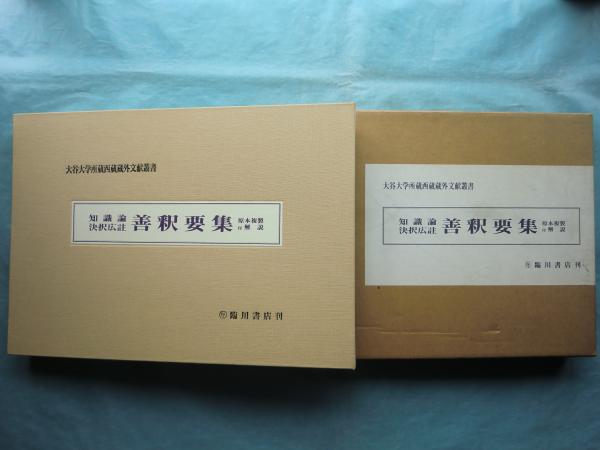 大谷大学所蔵西蔵蔵外文献叢書
知識論
決択広註
善釈要集
原本複製
付解説
臨川書店刊
大谷大学所蔵西蔵蔵外文献叢書
知識論
決択広註
善釈要集
原本複製
付解説
臨川書店刊